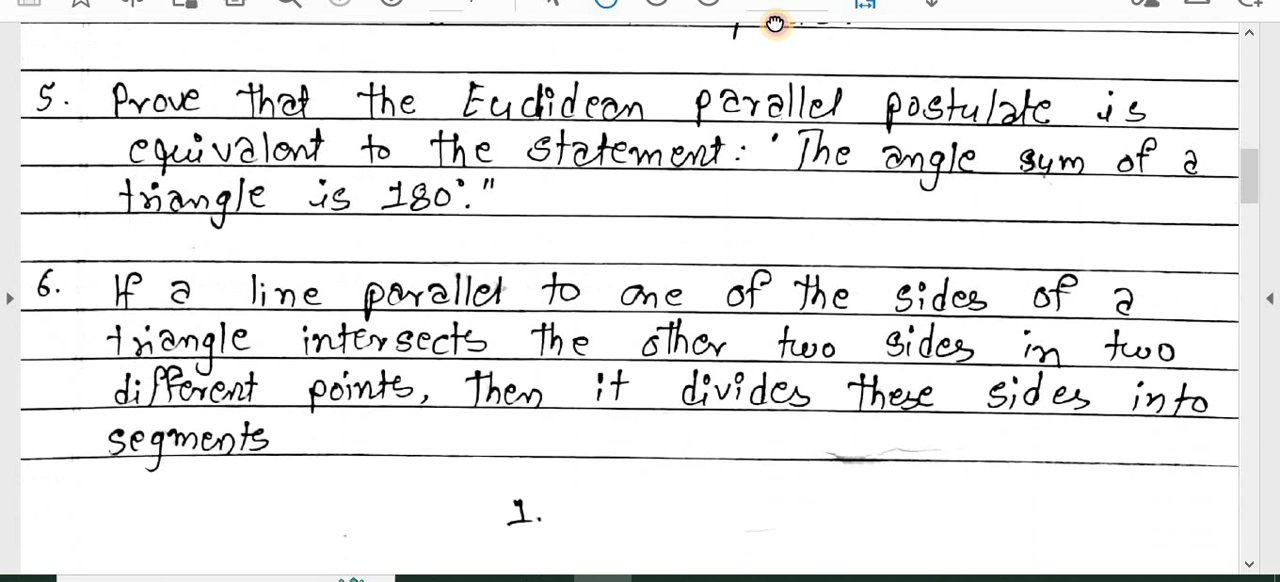 5. Prove that the Euclidean parallel postulate is
equivalent to the statement: 'The angle sum of a
triangle is 180°."
6. If a line parallel to one of the sides of a
triangle intersects the other two sides in two
different points, then it divides these sides into
segments
1.